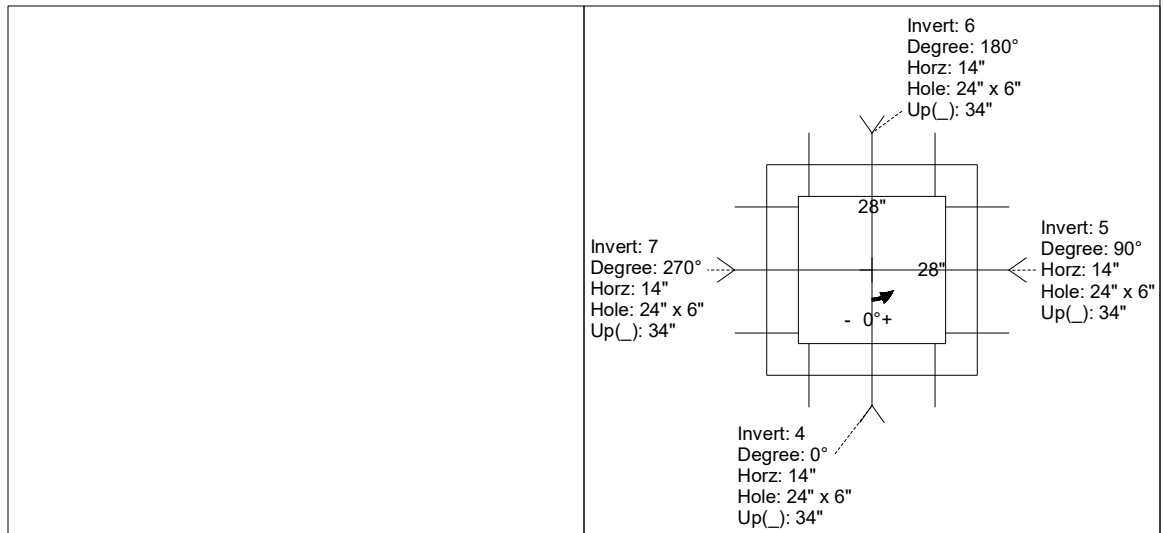 Invert: 6
Degree: 180°
Horz: 14"
Hole: 24" x 6"
Up(_): 34"
28"
Invert: 7
Degree: 270°
Horz: 14"
Hole: 24" x 6"
Up(_): 34"
28"
- 0°+
Invert: 5
Degree: 90°
Horz: 14"
Hole: 24" x 6"
Up(_): 34"
Invert: 4
Degree: 0°
Horz: 14"
Hole: 24" x 6"
Up(_): 34"